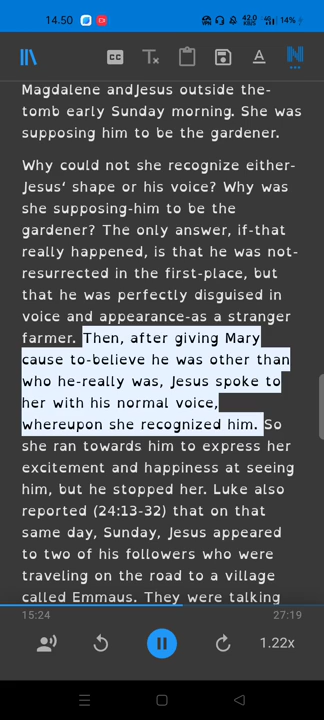 14.50
42.0
KB/S
4G
14%
CC
T×
A
N
Magdalene andJesus outside the-
tomb early Sunday morning. She was
supposing him to be the gardener.
Why could not she recognize either-
Jesus‘ shape or his voice? Why was
she supposing-him to be the
gardener? The only answer, if-that
really happened, is that he was not-
resurrected in the first-place, but
that he was perfectly disguised in
voice and appearance-as a stranger
farmer. Then, after giving Mary
cause to-believe he was other than
who he-really was, Jesus spoke to
her with his normal voice,
whereupon she recognized him. So
she ran towards him to express her
excitement and happiness at seeing
him, but he stopped her. Luke also
reported (24:13-32) that on that
same day, Sunday, Jesus appeared
to two of his followers who were
traveling on the road to a village
called Emmaus. They were talking
15:24
27:19
1.22x